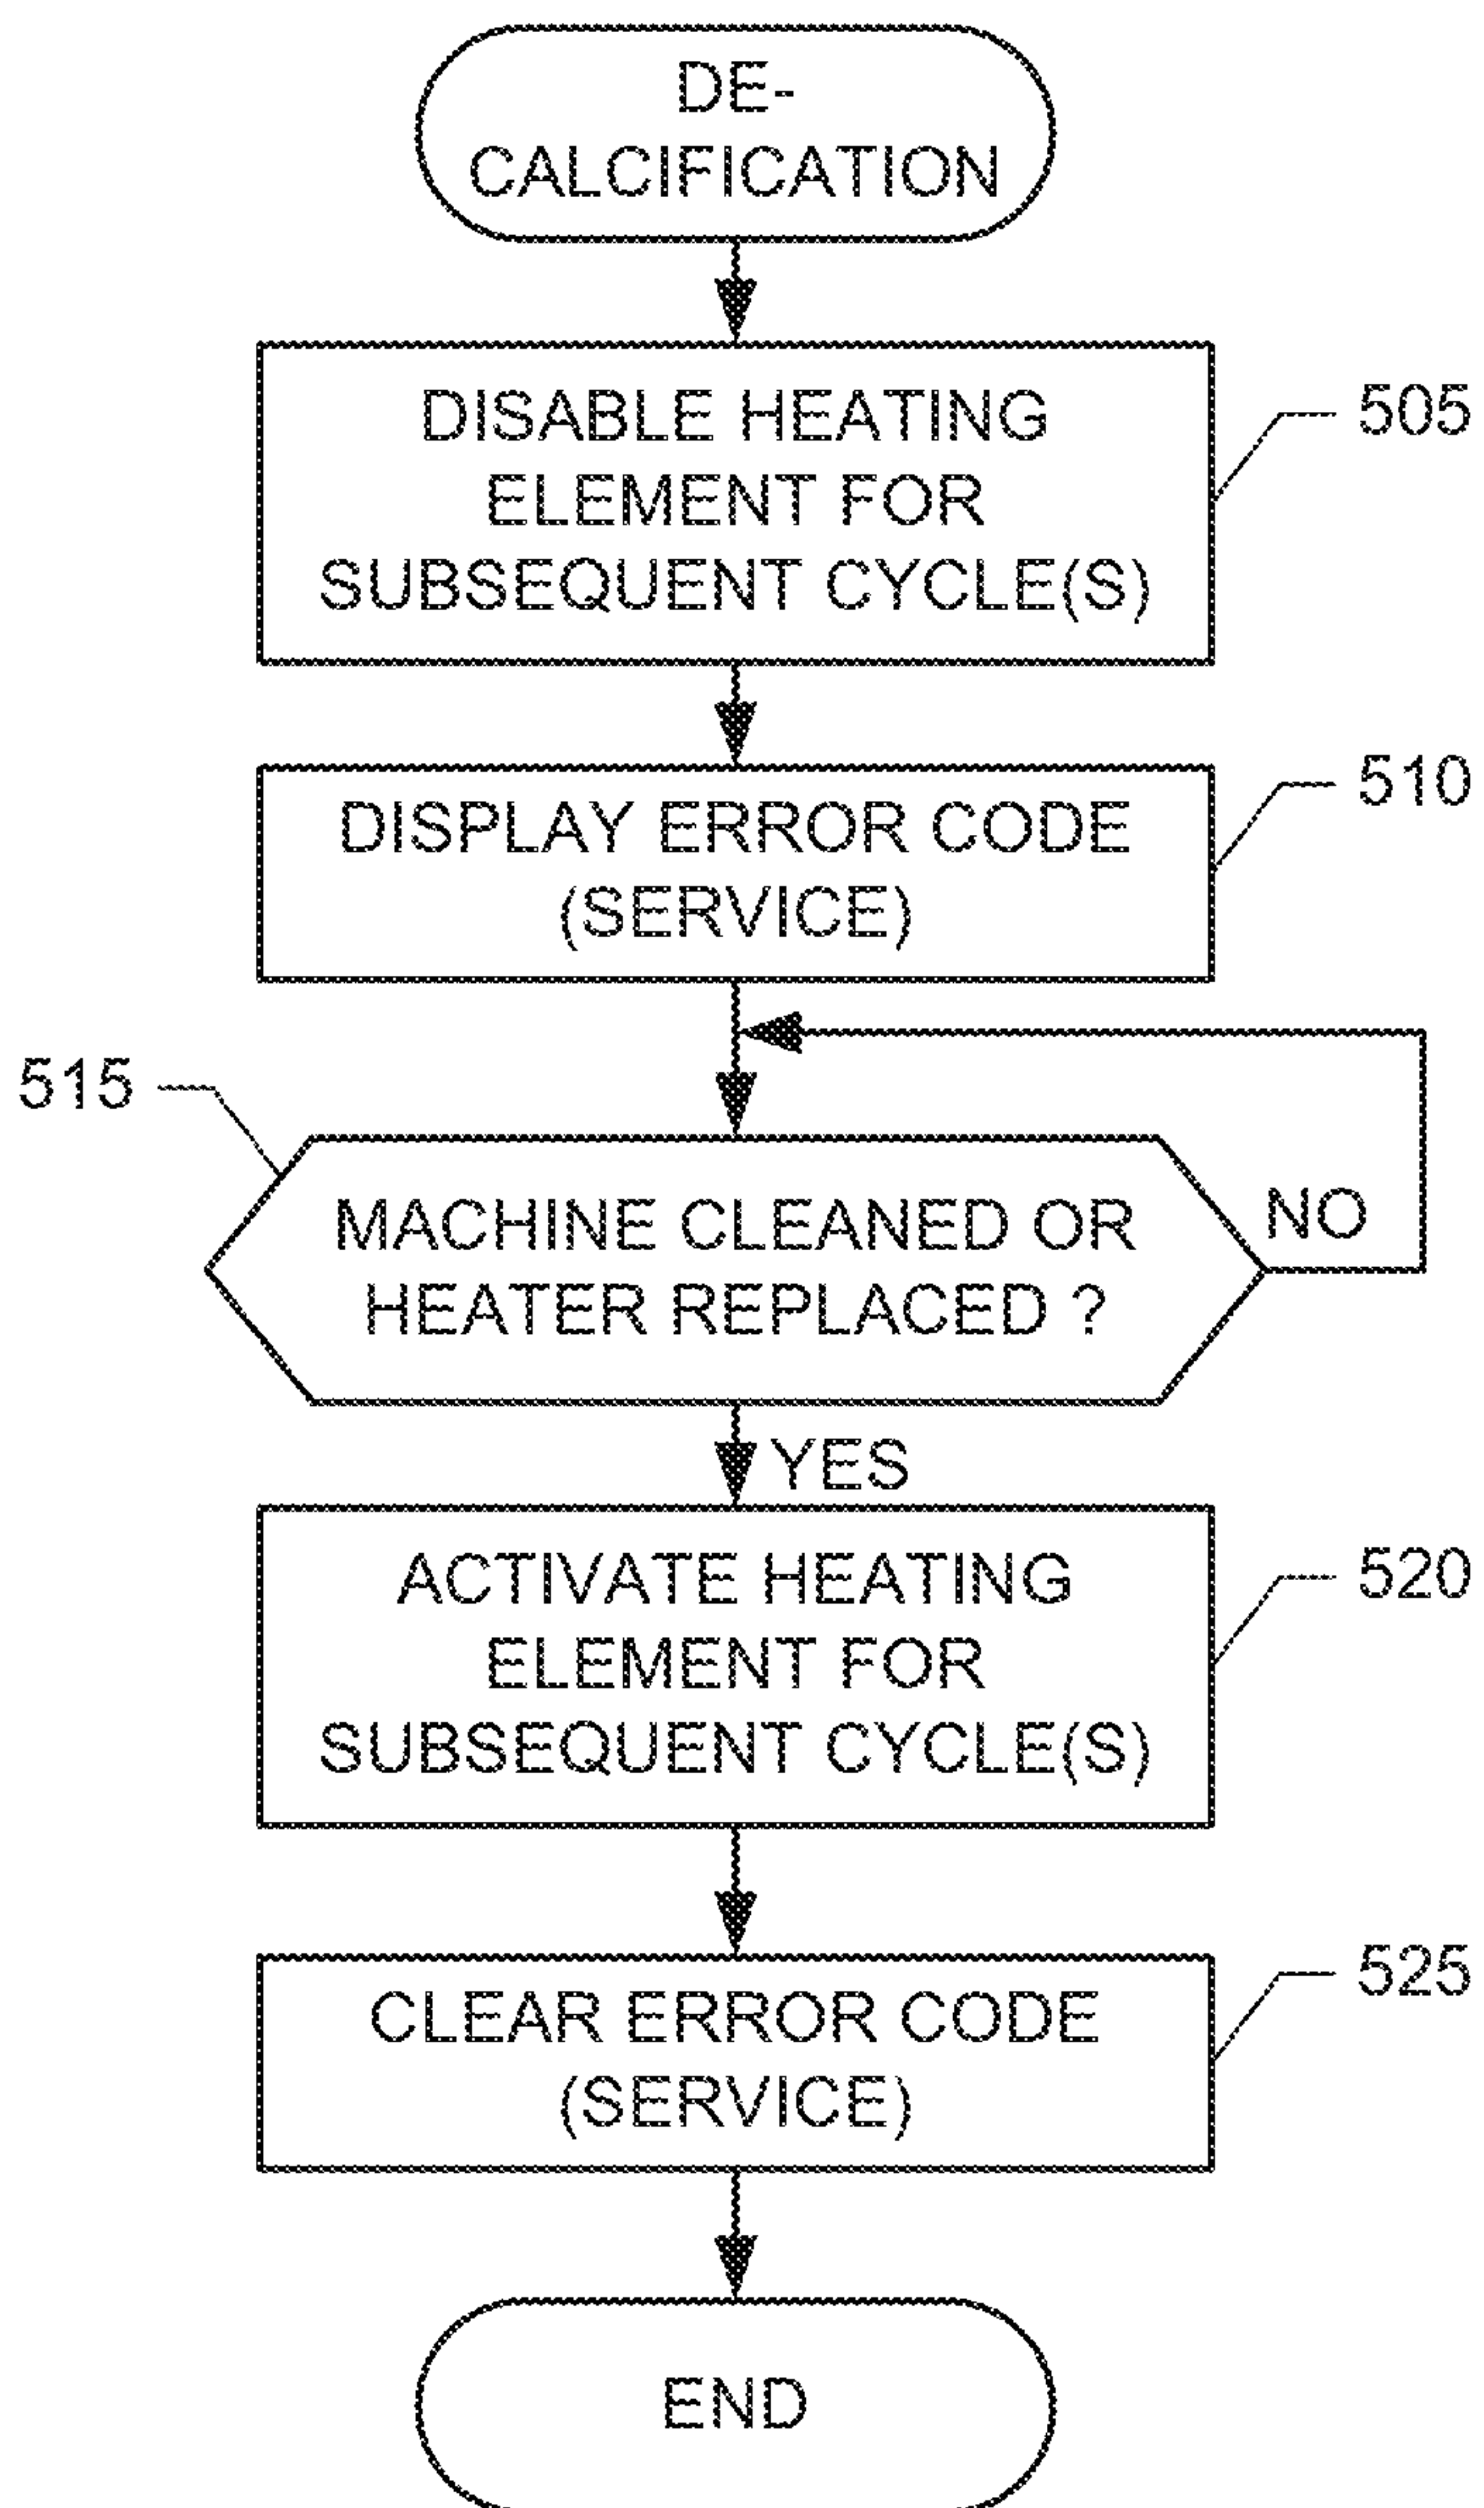 DE-
CALCIFICATION
DISABLE HEATING
ELEMENT FOR
SUBSEQUENT CYCLE(S)
505
DISPLAY ERROR CODE
(SERVICE)
510
515
MACHINE CLEANED OR
HEATER REPLACED ?
NO
YES
ACTIVATE HEATING
ELEMENT FOR
SUBSEQUENT CYCLE(S)
520
CLEAR ERROR CODE
(SERVICE)
525
END